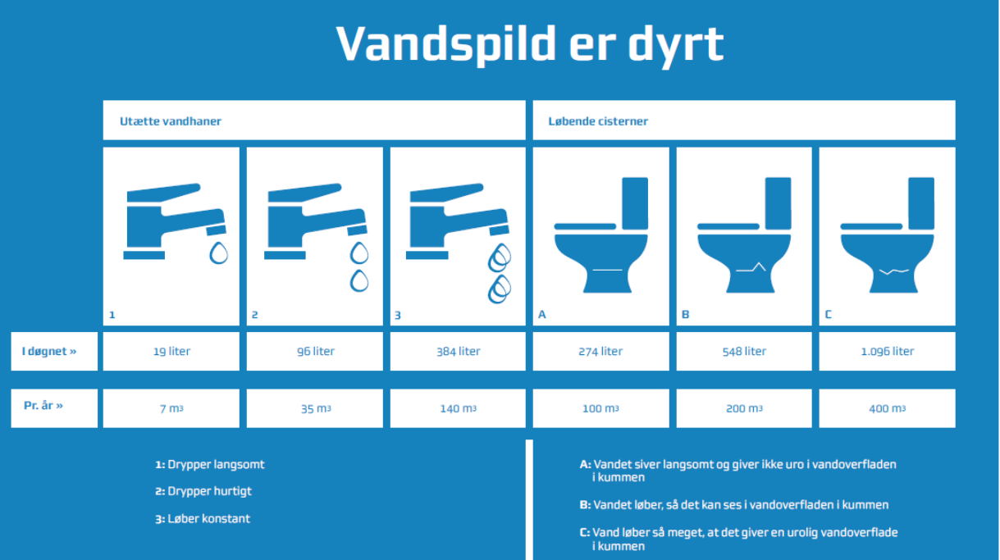 Vandspild er dyrt
Utætte vandhaner
Løbende cisterner
1
2
3
A
B
C
I døgnet »
19 liter
96 liter
384 liter
274 liter
548 liter
1.096 liter
Pr. år »
7 m3
35 m3
140 m3
100 m3
200 m3
400 m3
1: Drypper langsomt
2: Drypper hurtigt
3: Løber konstant
A: Vandet siver langsomt og giver ikke uro i vandoverfladen
i kummen
B: Vandet løber, så det kan ses i vandoverfladen i kummen
C: Vand løber så meget, at det giver en urolig vandoverflade
i kummen